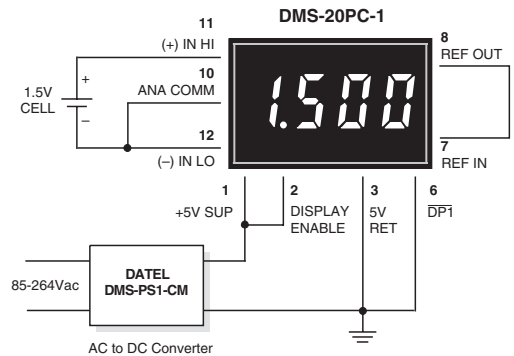 DMS-20PC-1
11
(+) IN HI
8
REF OUT
10
ANA COMM
1.5V
CELL
+
–
1.500
12
(–) IN LO
7
REF IN
1
+5V SUP
2
DISPLAY
ENABLE
3
5V
RET
6
D̅P̅1̅
85-264Vac
DATEL
DMS-PS1-CM
AC to DC Converter